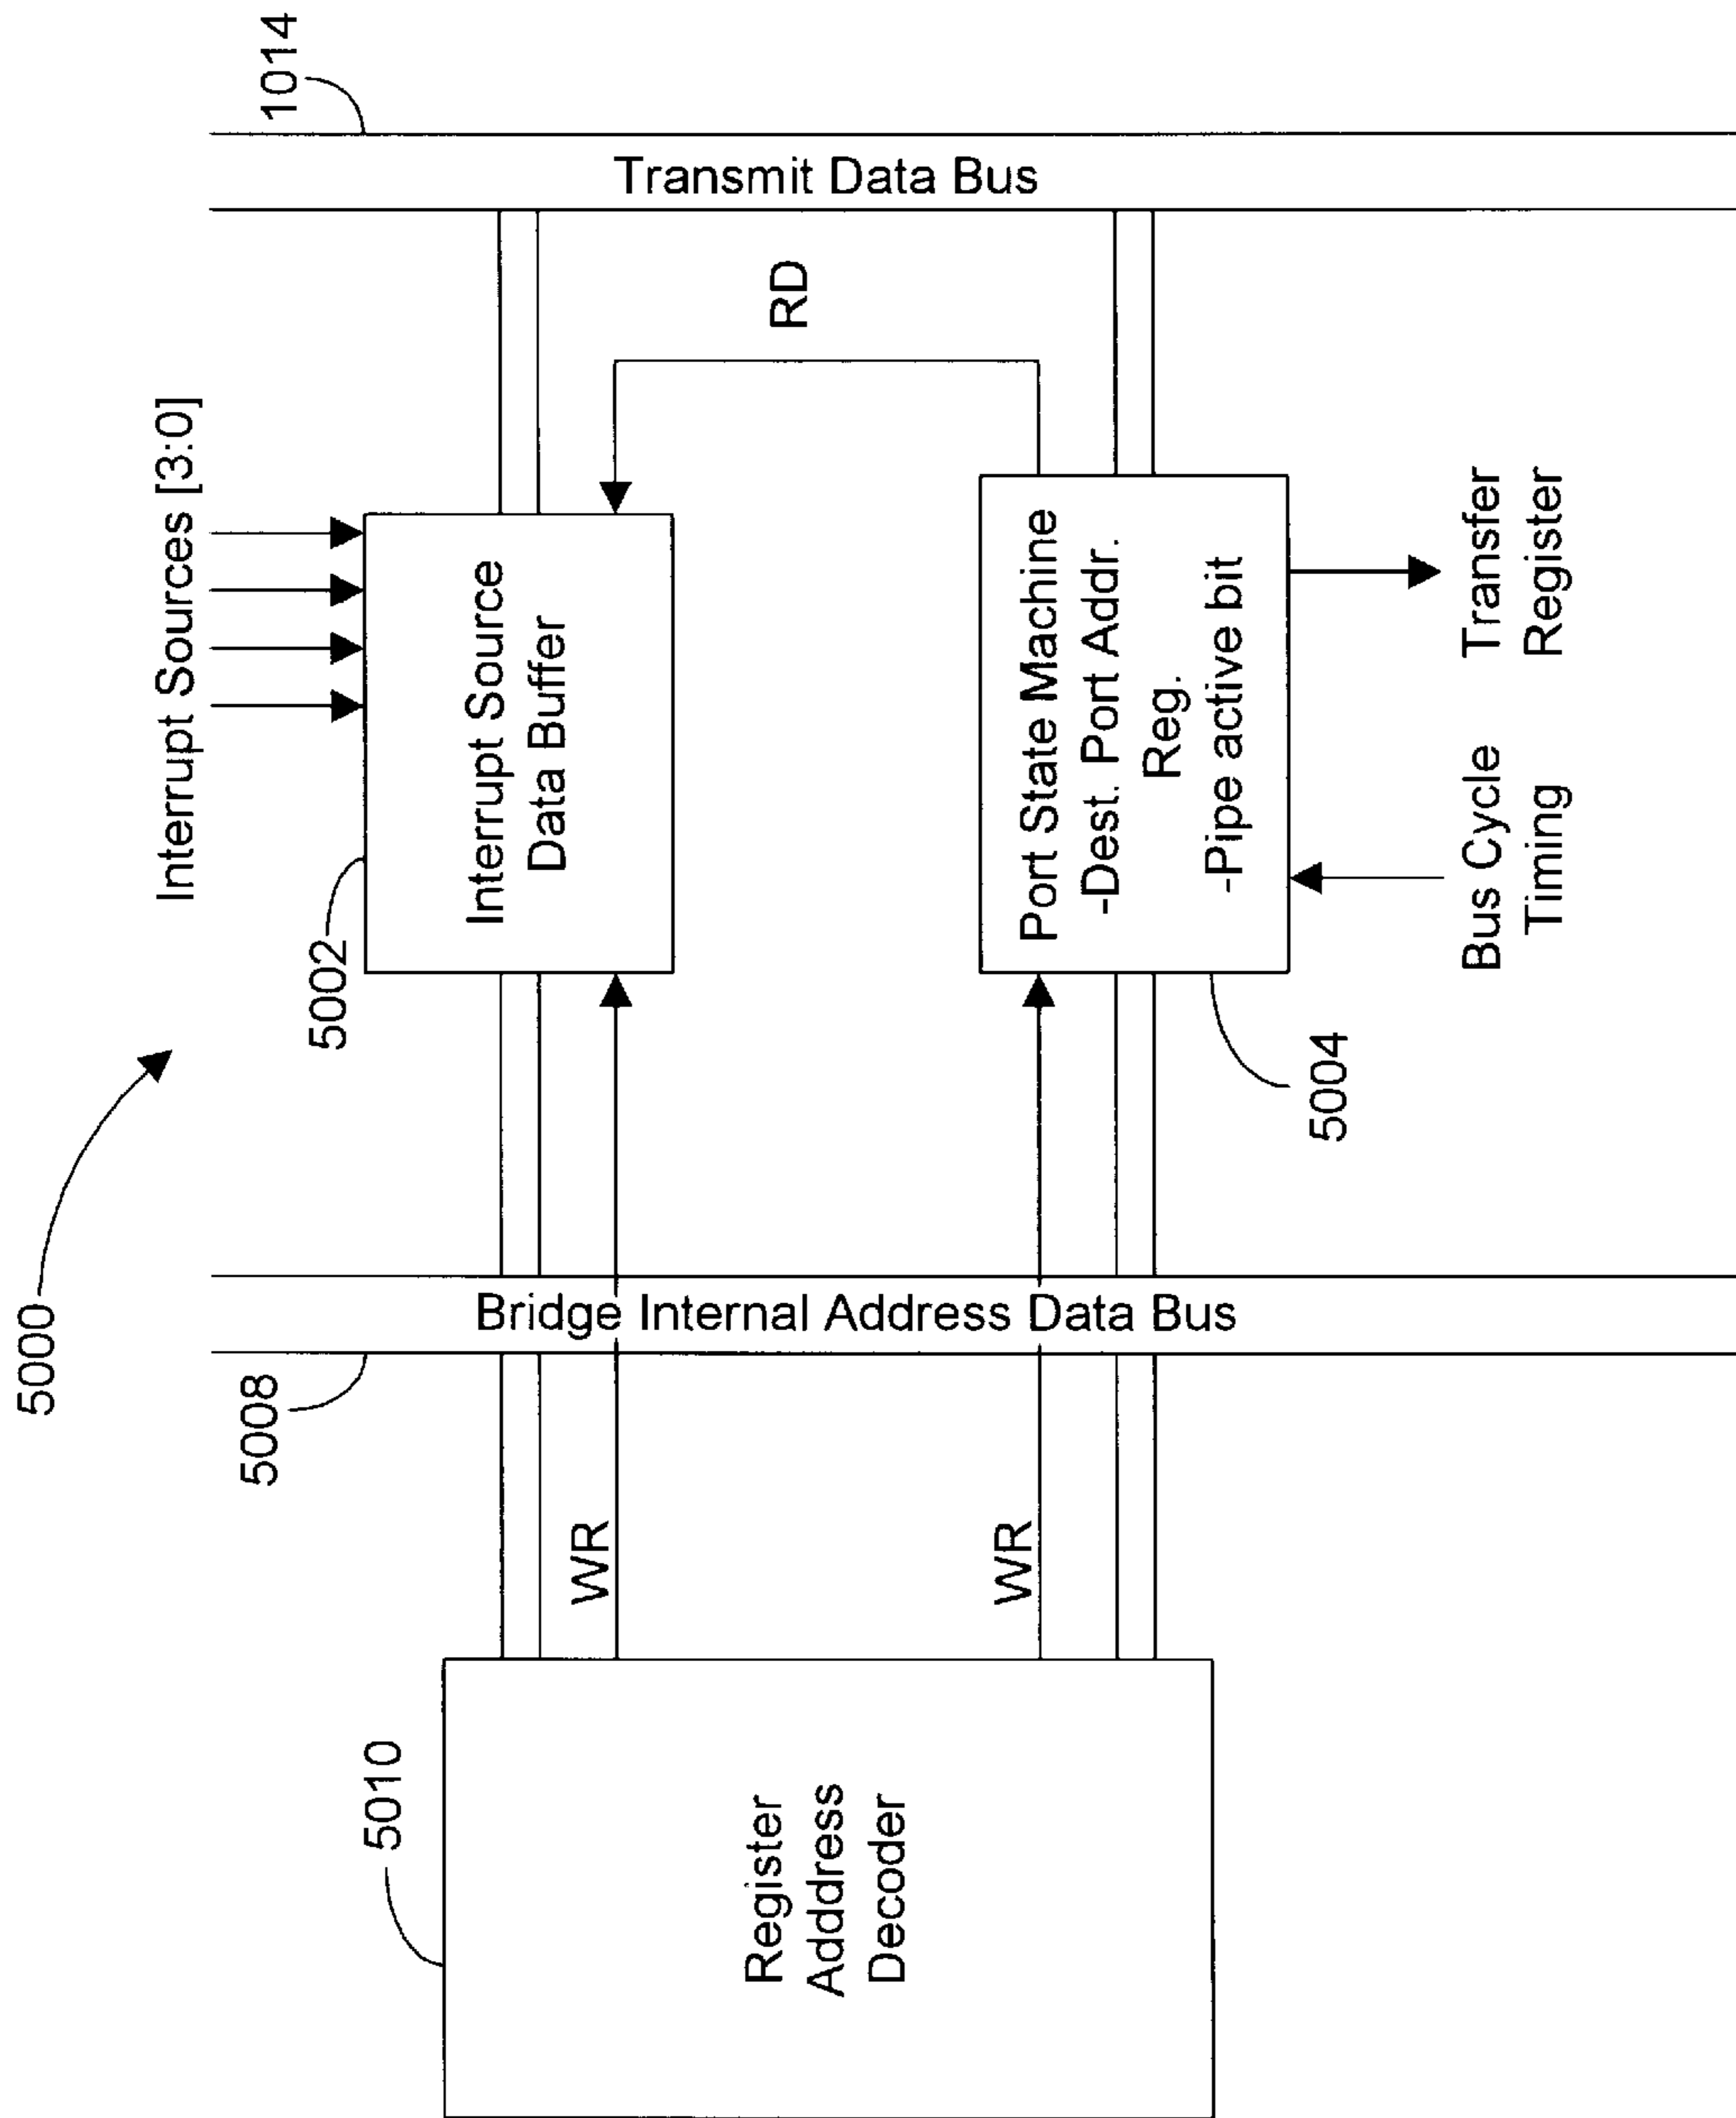 5000
1014
Interrupt Sources [3:0]
5008
5002
5010
Interrupt Source
Data Buffer
WR
RD
Transmit Data Bus
Bridge Internal Address Data Bus
Register
Adddress
Decoder
WR
Port State Machine
-Dest. Port Addr.
Reg.
-Pipe active bit
5004
Bus Cycle
Timing
Transfer
Register